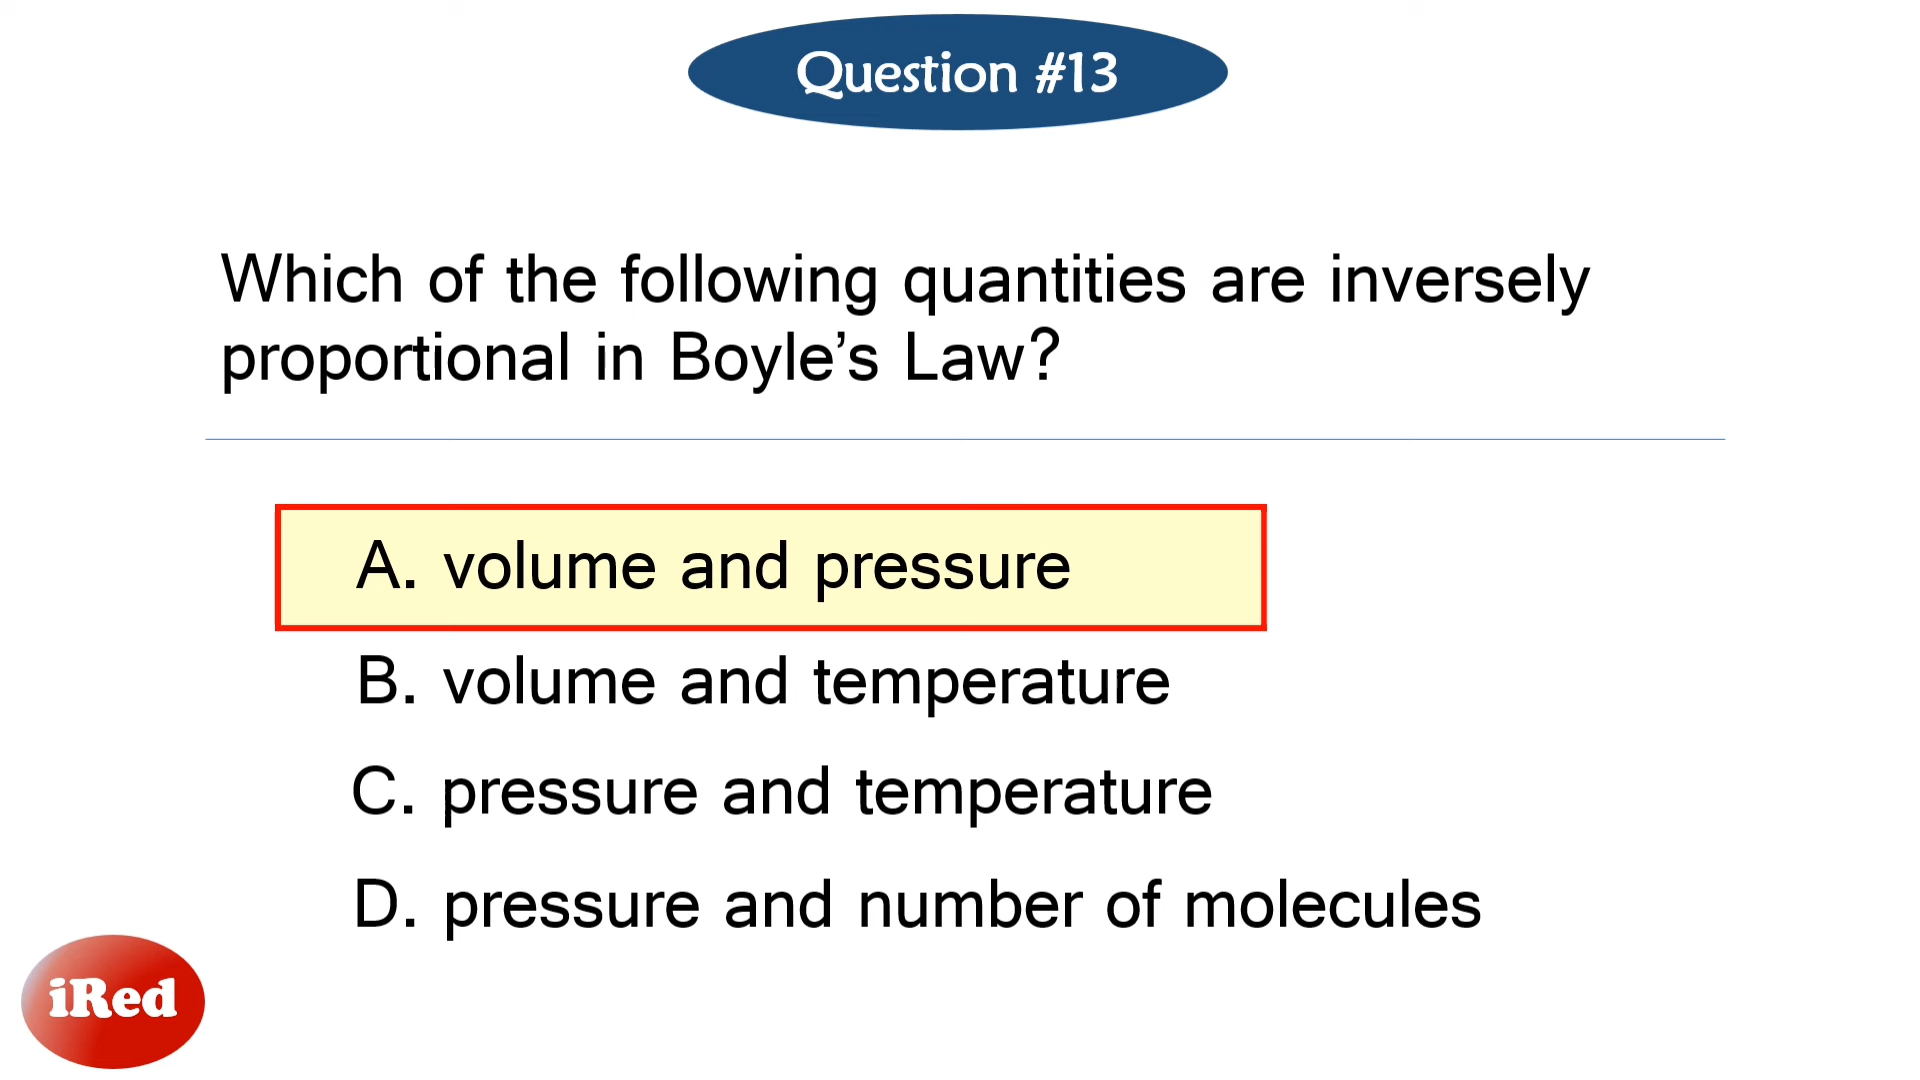 Question #13
Which of the following quantities are inversely
proportional in Boyle’s Law?
A. volume and pressure
B. volume and temperature
C. pressure and temperature
D. pressure and number of molecules
iRed